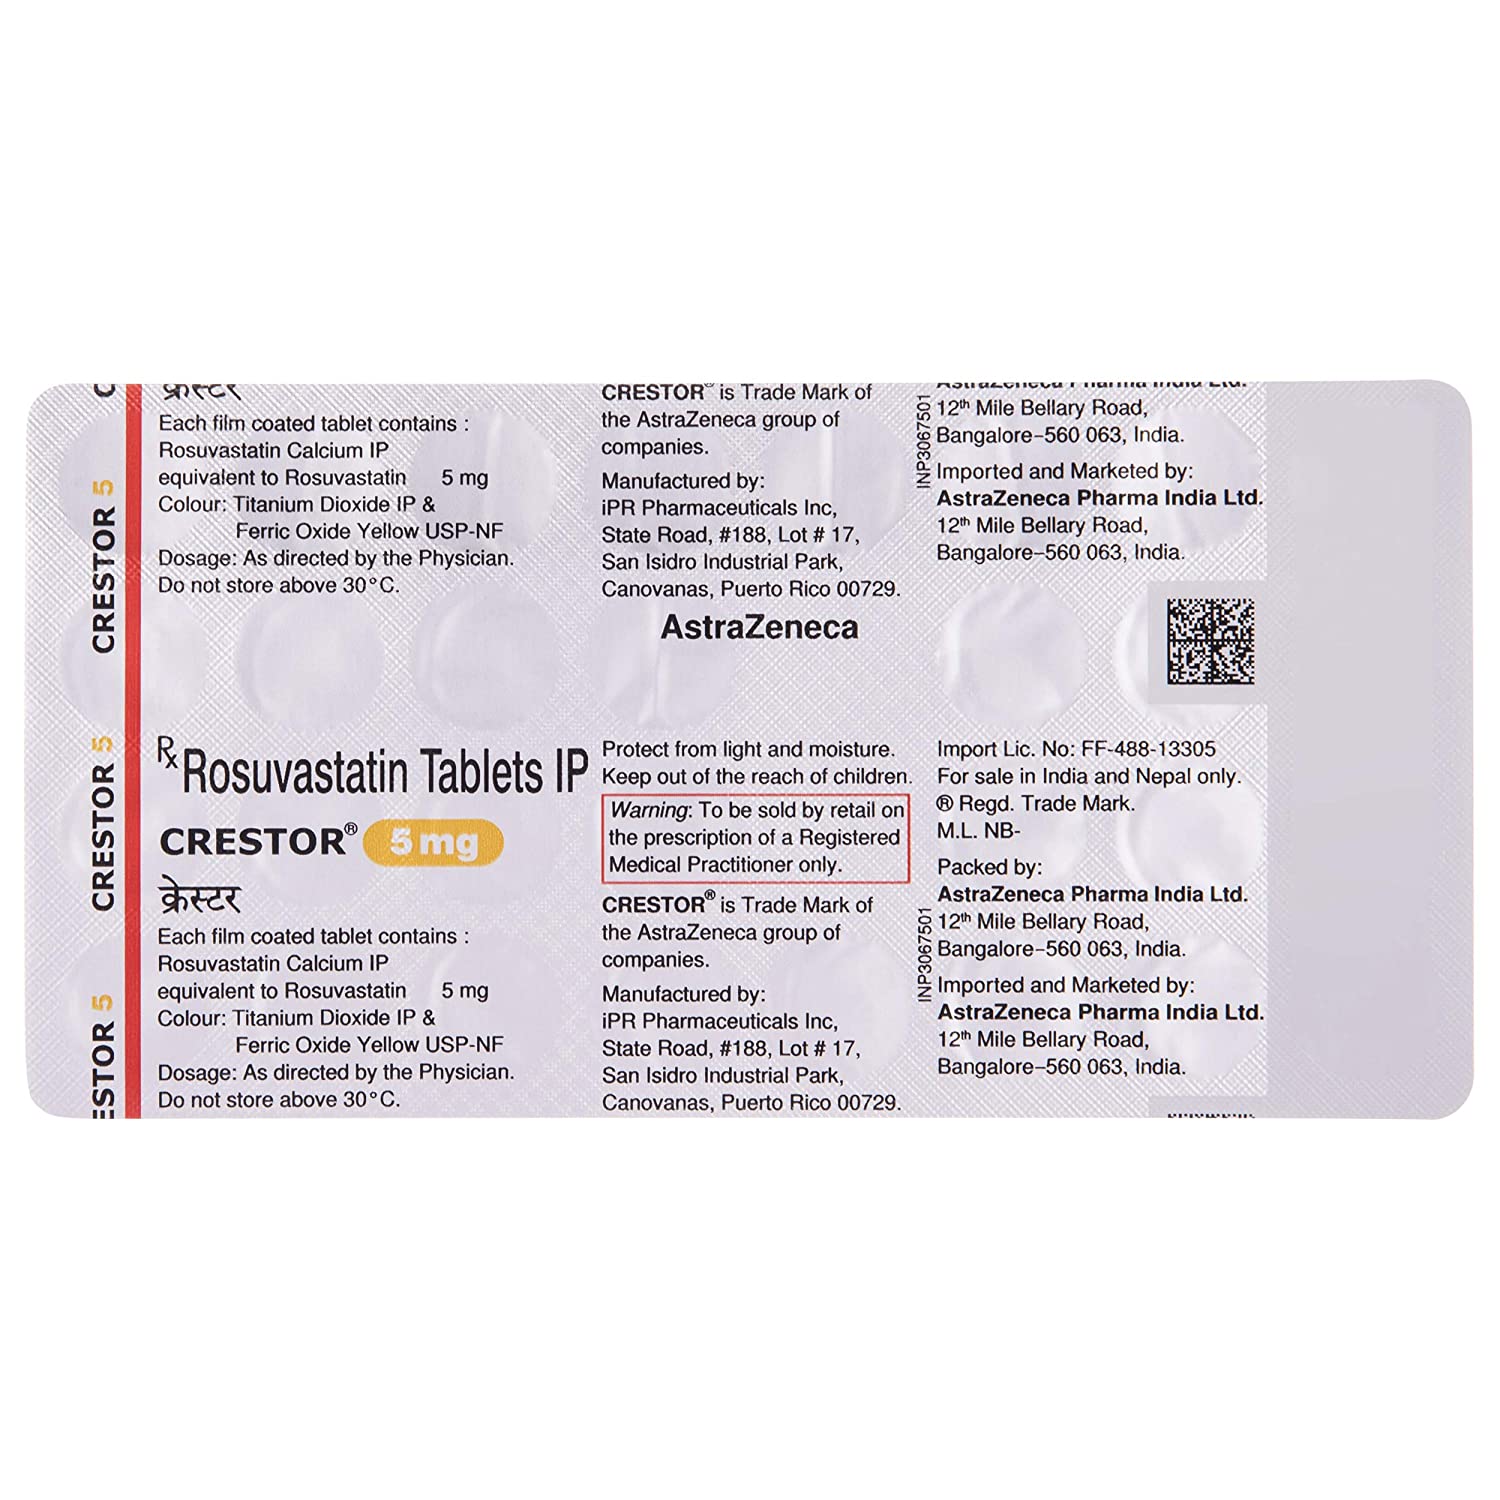 CRESTOR 5
CRESTOR 5
ESTOR 5
क्रेस्टर
Each film coated tablet contains :
Rosuvastatin Calcium IP
equivalent to Rosuvastatin 5 mg
Colour: Titanium Dioxide IP &
Ferric Oxide Yellow USP-NF
Dosage: As directed by the Physician.
Do not store above 30°C.
Rx Rosuvastatin Tablets IP
CRESTOR® 5 mg
क्रेस्टर
Each film coated tablet contains :
Rosuvastatin Calcium IP
equivalent to Rosuvastatin 5 mg
Colour: Titanium Dioxide IP &
Ferric Oxide Yellow USP-NF
Dosage: As directed by the Physician.
Do not store above 30°C.
CRESTOR® is Trade Mark of
the AstraZeneca group of
companies.
Manufactured by:
iPR Pharmaceuticals Inc,
State Road, #188, Lot # 17,
San Isidro Industrial Park,
Canovanas, Puerto Rico 00729.
AstraZeneca
Protect from light and moisture.
Keep out of the reach of children.
Warning: To be sold by retail on
the prescription of a Registered
Medical Practitioner only.
CRESTOR® is Trade Mark of
the AstraZeneca group of
companies.
Manufactured by:
iPR Pharmaceuticals Inc,
State Road, #188, Lot # 17,
San Isidro Industrial Park,
Canovanas, Puerto Rico 00729.
INP3067501
INP3067501
AstraZeneca Pharma India Ltd.
12th Mile Bellary Road,
Bangalore–560 063, India.
Imported and Marketed by:
AstraZeneca Pharma India Ltd.
12th Mile Bellary Road,
Bangalore–560 063, India.
Import Lic. No: FF-488-13305
For sale in India and Nepal only.
® Regd. Trade Mark.
M.L. NB-
Packed by:
AstraZeneca Pharma India Ltd.
12th Mile Bellary Road,
Bangalore–560 063, India.
Imported and Marketed by:
AstraZeneca Pharma India Ltd.
12th Mile Bellary Road,
Bangalore–560 063, India.